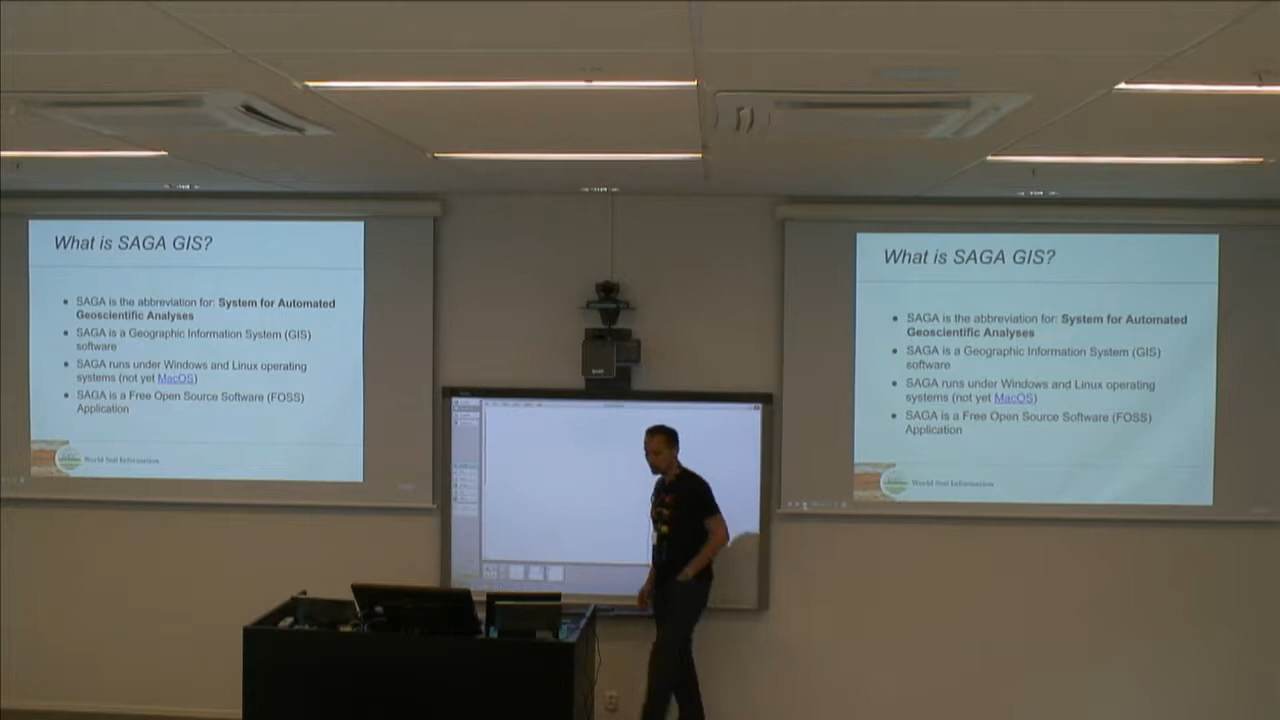 What is SAGA GIS?
SAGA is the abbreviation for: System for Automated
Geoscientific Analyses
SAGA is a Geographic Information System (GIS)
software
SAGA runs under Windows and Linux operating
systems (not yet MacOS)
SAGA is a Free Open Source Software (FOSS)
Application
World Soil Information
What is SAGA GIS?
SAGA is the abbreviation for: System for Automated
Geoscientific Analyses
SAGA is a Geographic Information System (GIS)
software
SAGA runs under Windows and Linux operating
systems (not yet MacOS)
SAGA is a Free Open Source Software (FOSS)
Application
World Soil Information